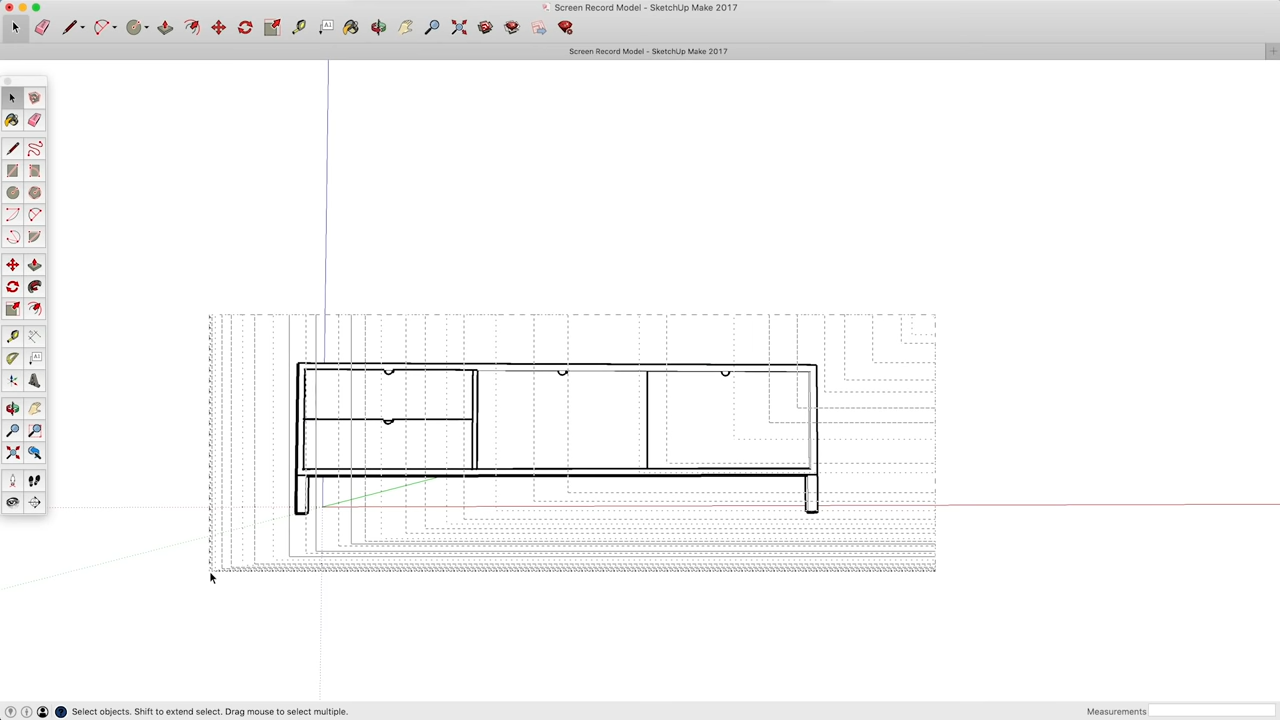 Screen Record Model - SketchUp Make 2017
Screen Record Model - SketchUp Make 2017
Select objects. Shift to extend select. Drag mouse to select multiple.
Measurements